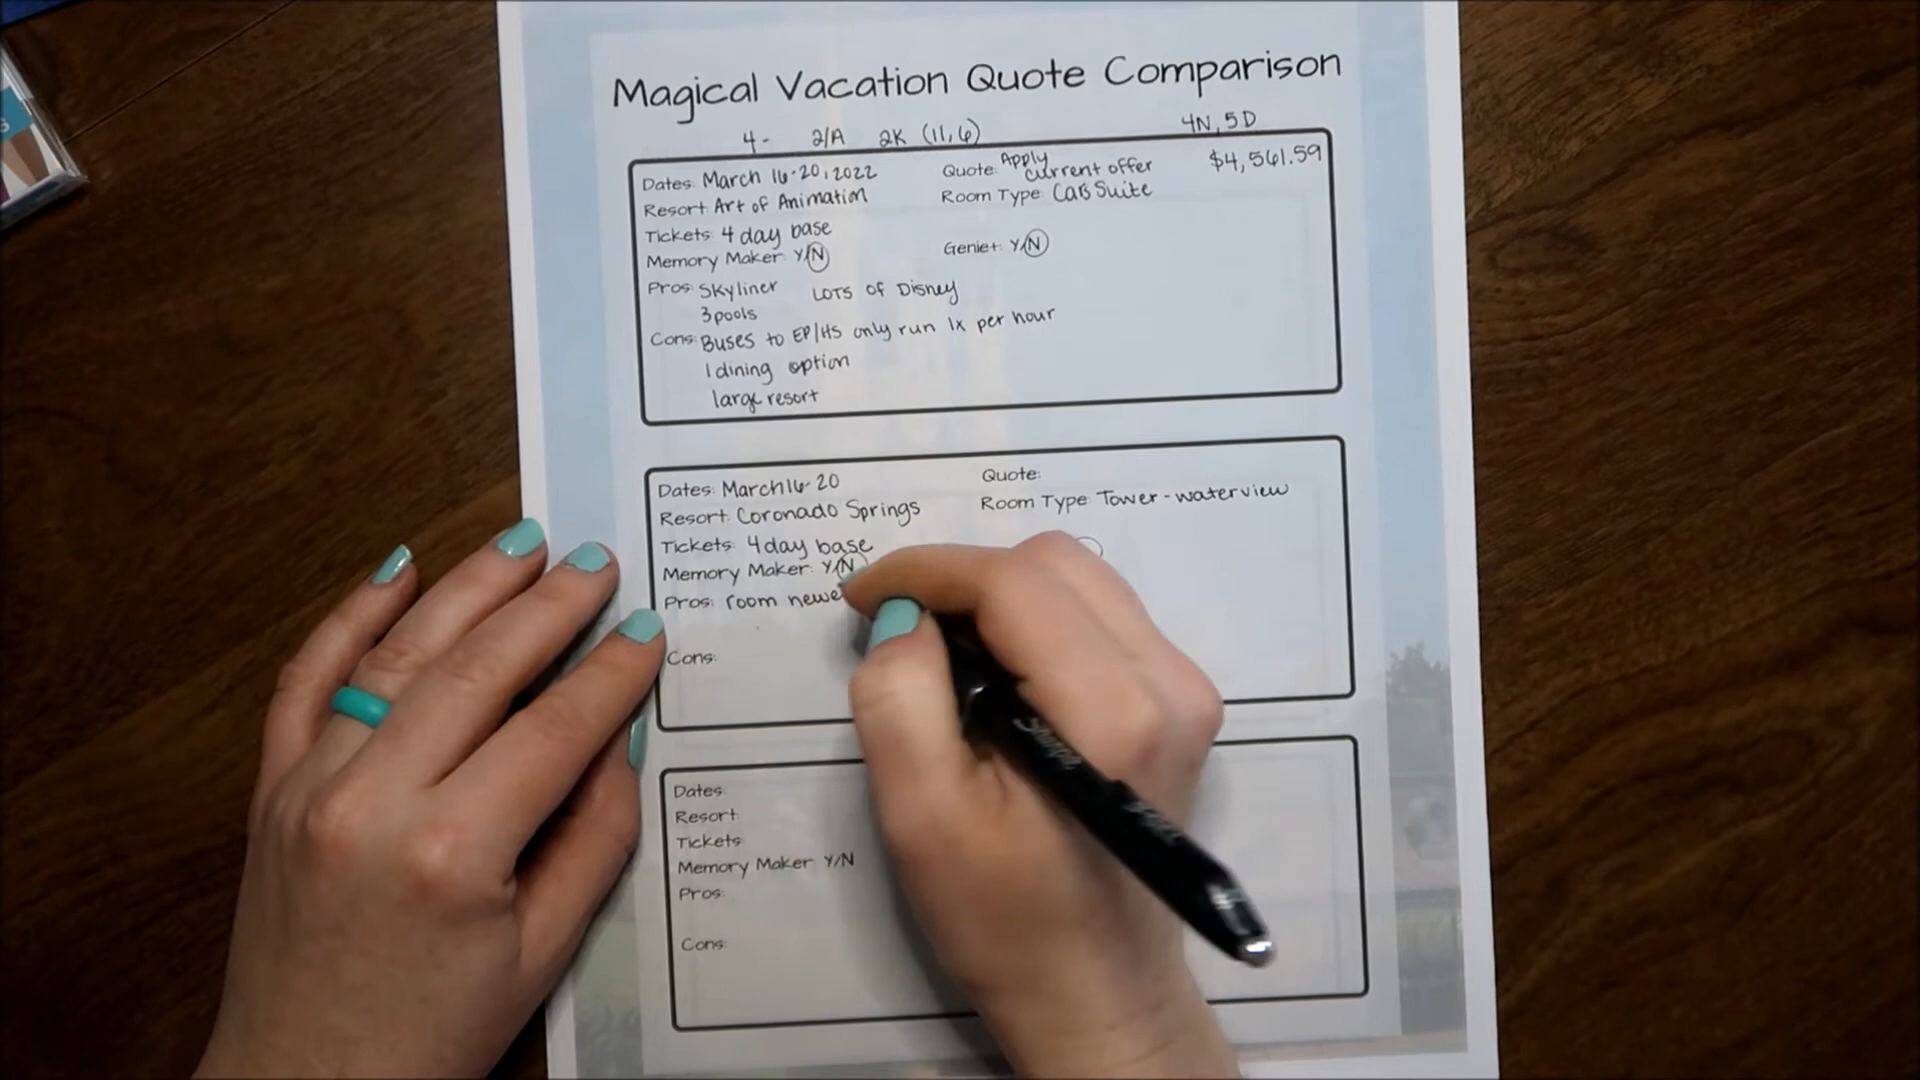 Magical Vacation Quote Comparison
4- 2/A 2K (11,6) 4N, 5D
Dates: March 16-20, 2022
Quote: Apply current offer $4,561.59
Resort: Art of Animation
Room Type: Cars Suite
Tickets: 4 day base
Memory Maker: Y/N
Genie+: Y/N
Pros: Skyliner LOTS OF Disney
3 pools
Cons: Buses to EP/HS only run 1x per hour
1 dining option
large resort
Dates: March 16-20
Quote:
Resort: Coronado Springs
Room Type: Tower - waterview
Tickets: 4 day base
Memory Maker: Y/N
Pros: room newe
Cons:
Dates:
Resort:
Tickets:
Memory Maker: Y/N
Pros:
Cons:
Sharpie